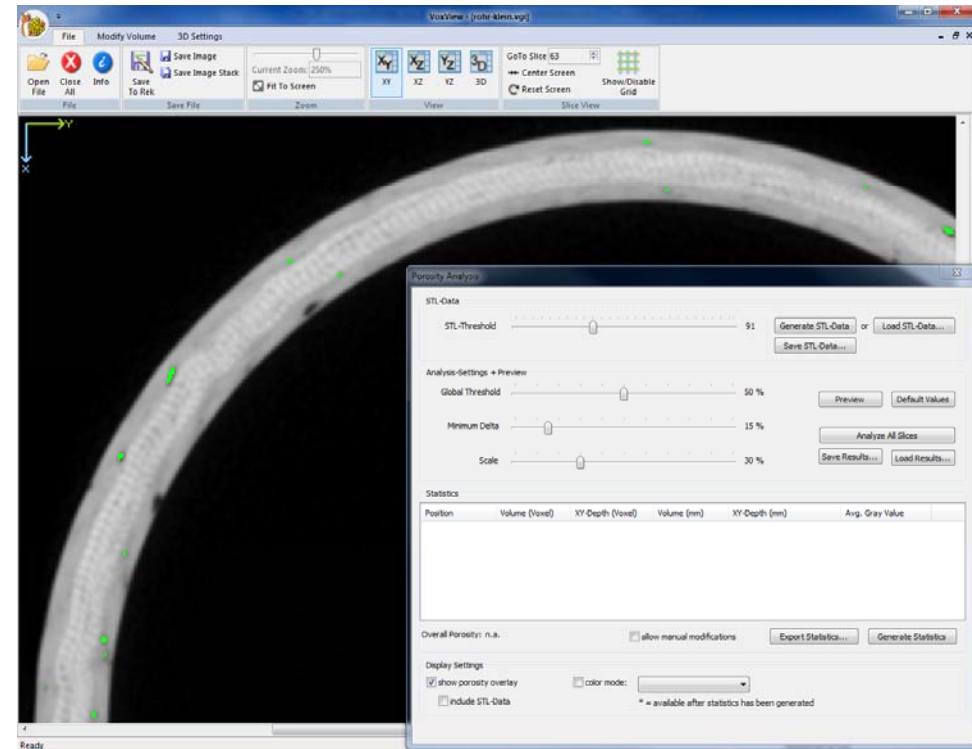 VoxView - [rohr-klein.vgi]
File Modify Volume 3D Settings
Open File
Close All
Info
Save To Rek
Save Image
Save Image Stack
Current Zoom: 250%
Fit To Screen
XY XZ YZ 3D
XY XZ YZ 3D
GoTo Slice 63
Center Screen
Reset Screen
Show/Disable Grid
File Save File Zoom View Slice View
Y
X
Porosity Analysis
STL-Data
STL-Threshold 91 Generate STL-Data or Load STL-Data...
Save STL-Data...
Analysis-Settings + Preview
Global Threshold 50 % Preview Default Values
Minimum Delta 15 % Analyze All Slices
Scale 30 % Save Results... Load Results...
Statistics
Position Volume (Voxel) XY-Depth (Voxel) Volume (mm) XY-Depth (mm) Avg. Gray Value
Overall Porosity: n.a. allow manual modifications Export Statistics... Generate Statistics
Display Settings
show porosity overlay color mode:
include STL-Data * = available after statistics has been generated
Ready